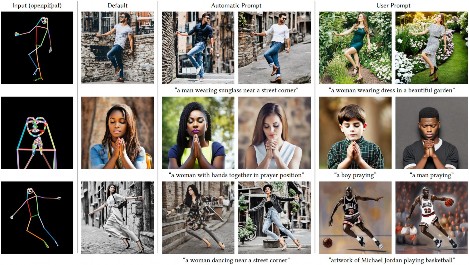 Input (openpifpaf)
Default
Automatic Prompt
User Prompt
"a man wearing sunglass near a street corner"
"a woman wearing dress in a beautiful garden"
"a woman with hands together in prayer position"
"a boy praying"
"a man praying"
"a woman dancing near a street corner"
"artwork of Michael Jordan playing basketball"